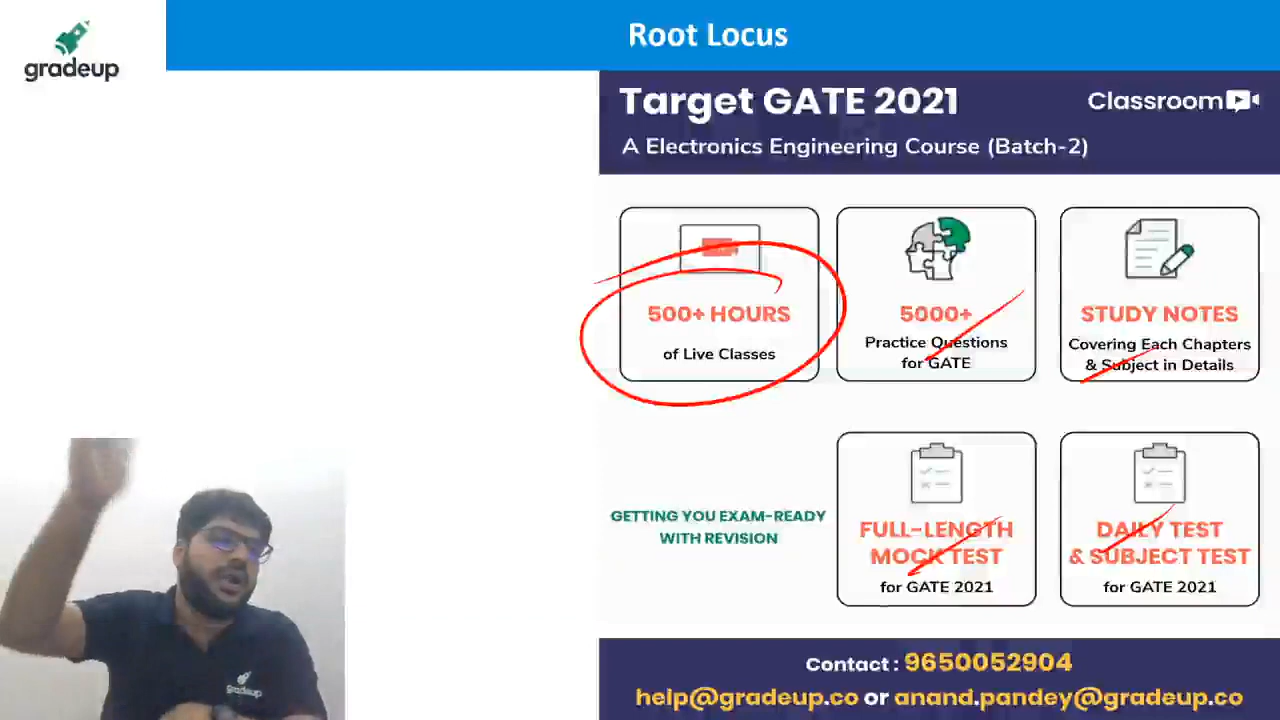 gradeup
Root Locus
Target GATE 2021
Classroom
A Electronics Engineering Course (Batch-2)
500+ HOURS
of Live Classes
5000+
Practice Questions
for GATE
STUDY NOTES
Covering Each Chapters
& Subject in Details
GETTING YOU EXAM-READY
WITH REVISION
FULL-LENGTH
MOCK TEST
for GATE 2021
DAILY TEST
& SUBJECT TEST
for GATE 2021
gradeup
Contact : 9650052904
help@gradeup.co or anand.pandey@gradeup.co